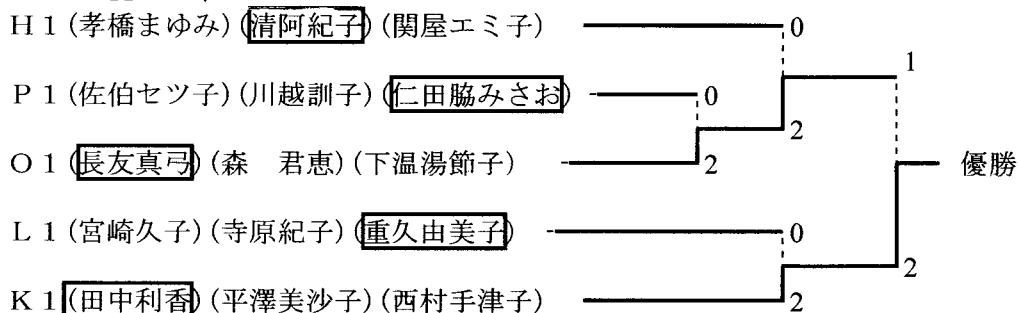 H1 (孝橋まゆみ) (清阿紀子) (関屋エミ子) 0
1
P1 (佐伯セツ子) (川越訓子) (仁田脇みさお) 0
2
O1 (長友真弓) (森　君恵) (下温湯節子) 2
優勝
L1 (宮崎久子) (寺原紀子) (重久由美子) 0
2
K1 (田中利香) (平澤美沙子) (西村手津子) 2